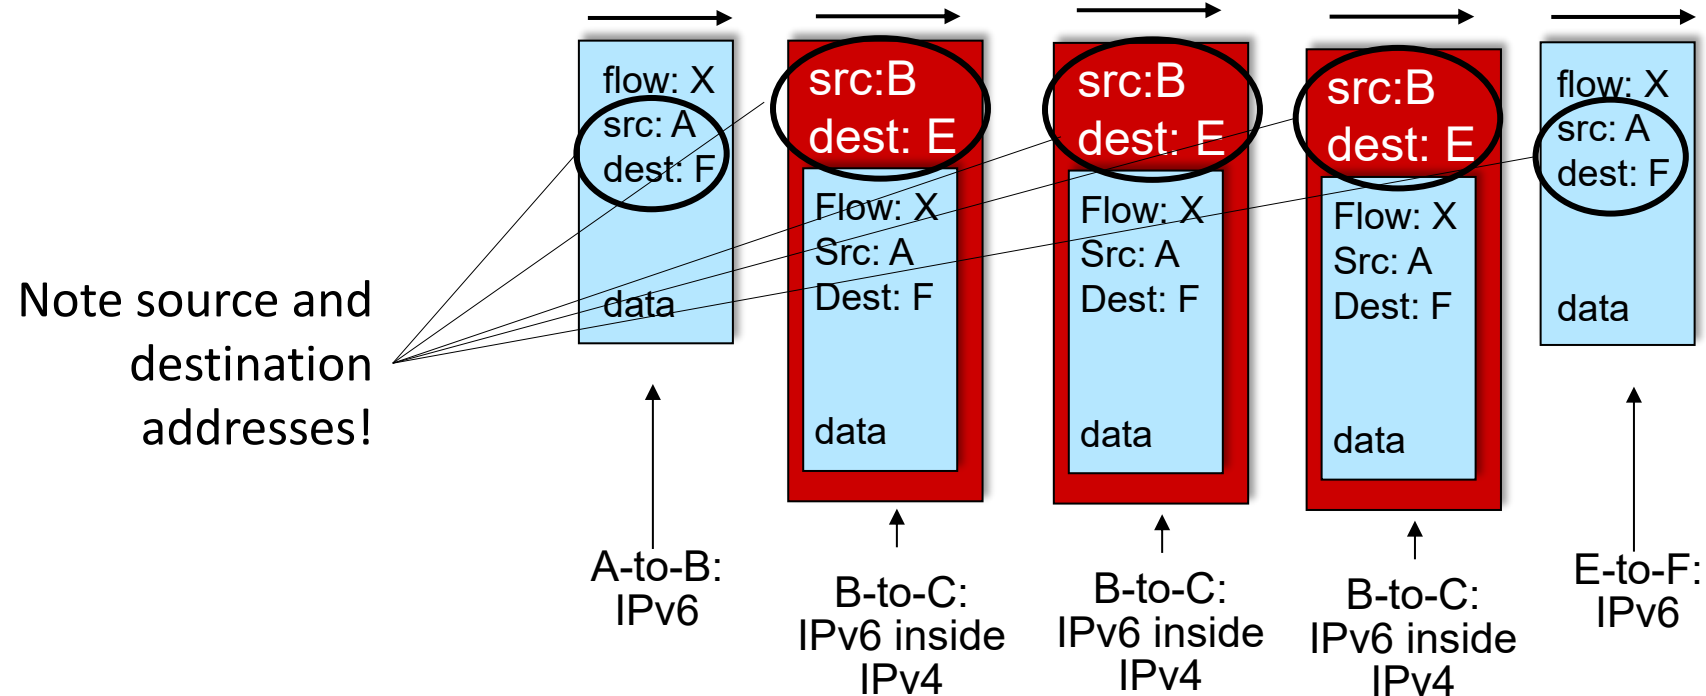 flow: X
src: A
dest: F
data
src:B
dest: E
Flow: X
Src: A
Dest: F
data
src:B
dest: E
Flow: X
Src: A
Dest: F
data
src:B
dest: E
Flow: X
Src: A
Dest: F
data
flow: X
src: A
dest: F
data
Note source and
destination
addresses!
A-to-B:
IPv6
B-to-C:
IPv6 inside
IPv4
B-to-C:
IPv6 inside
IPv4
B-to-C:
IPv6 inside
IPv4
E-to-F:
IPv6